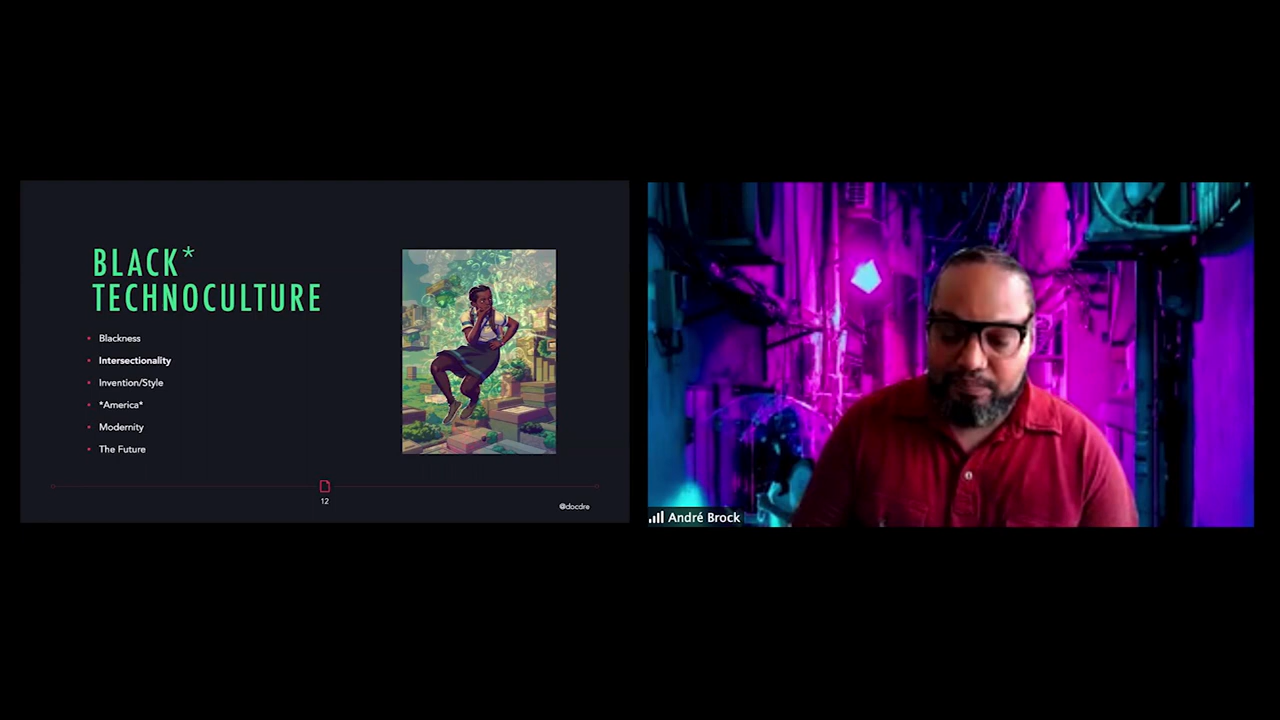 BLACK*
TECHNOCULTURE
Blackness
Intersectionality
Invention/Style
*America*
Modernity
The Future
12
@docdre
André Brock